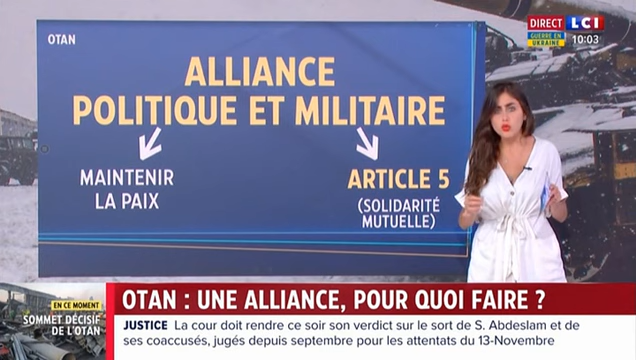 OTAN
DIRECT LCI
GUERRE EN
UKRAINE
10:03
ALLIANCE
POLITIQUE ET MILITAIRE
MAINTENIR
LA PAIX
ARTICLE 5
(SOLIDARITÉ
MUTUELLE)
EN CE MOMENT
SOMMET DÉCISIF
DE L'OTAN
OTAN : UNE ALLIANCE, POUR QUOI FAIRE ?
JUSTICE La cour doit rendre ce soir son verdict sur le sort de S. Abdeslam et de
ses coaccusés, jugés depuis septembre pour les attentats du 13-Novembre